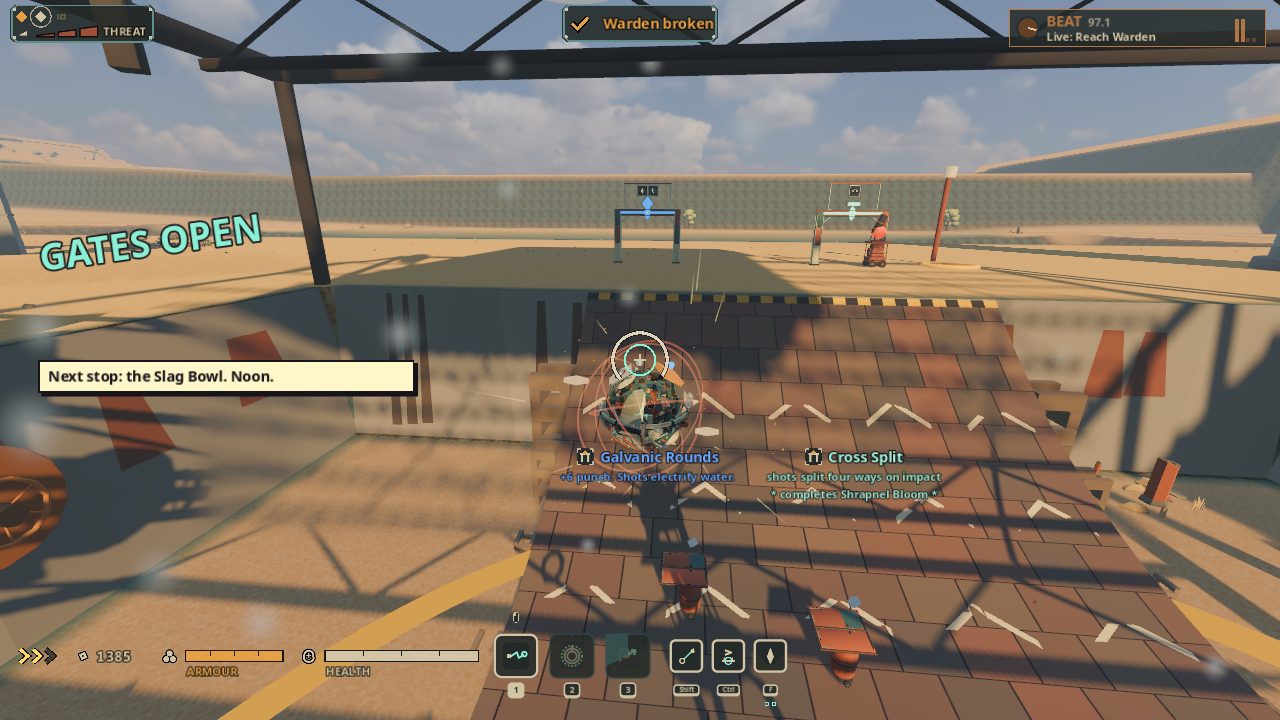 THREAT
Warden broken
BEAT 97.1
Live: Reach Warden
GATES OPEN
Next stop: the Slag Bowl. Noon.
Galvanic Rounds
+6 punch. Shots electrify water.
Cross Split
shots split four ways on impact
* completes Shrapnel Bloom *
1385
ARMOUR
HEALTH
1
2
3
Shift
Ctrl
F